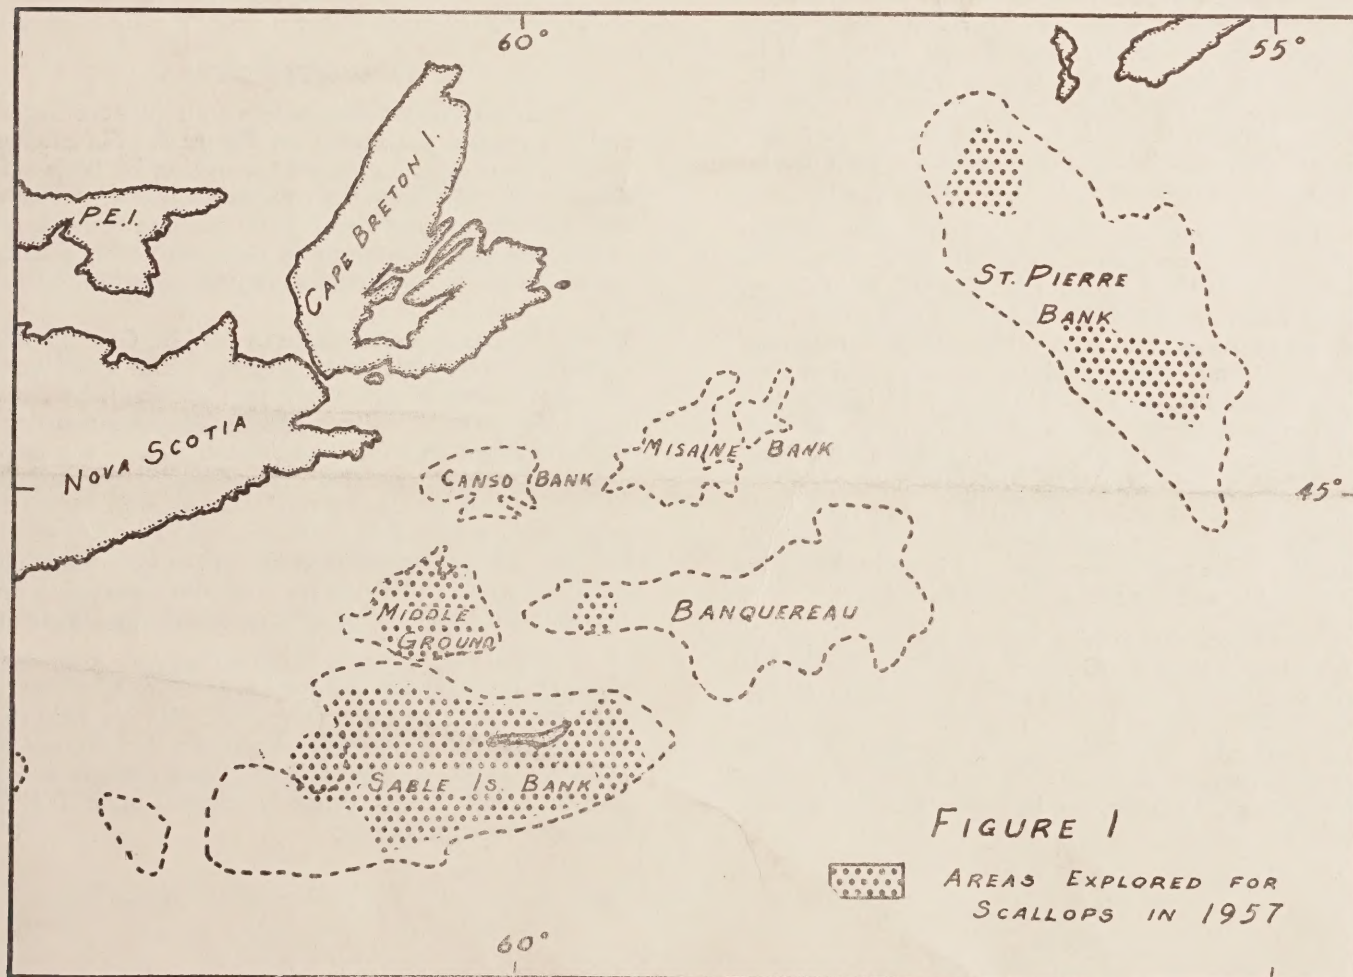 60°
55°
CAPE BRETON I.
P.E.I.
ST. PIERRE
BANK
NOVA SCOTIA
MISAINE BANK
CANSO BANK
45°
MIDDLE
GROUND
BANQUEREAU
SABLE IS. BANK
FIGURE 1
AREAS EXPLORED FOR
SCALLOPS IN 1957
60°